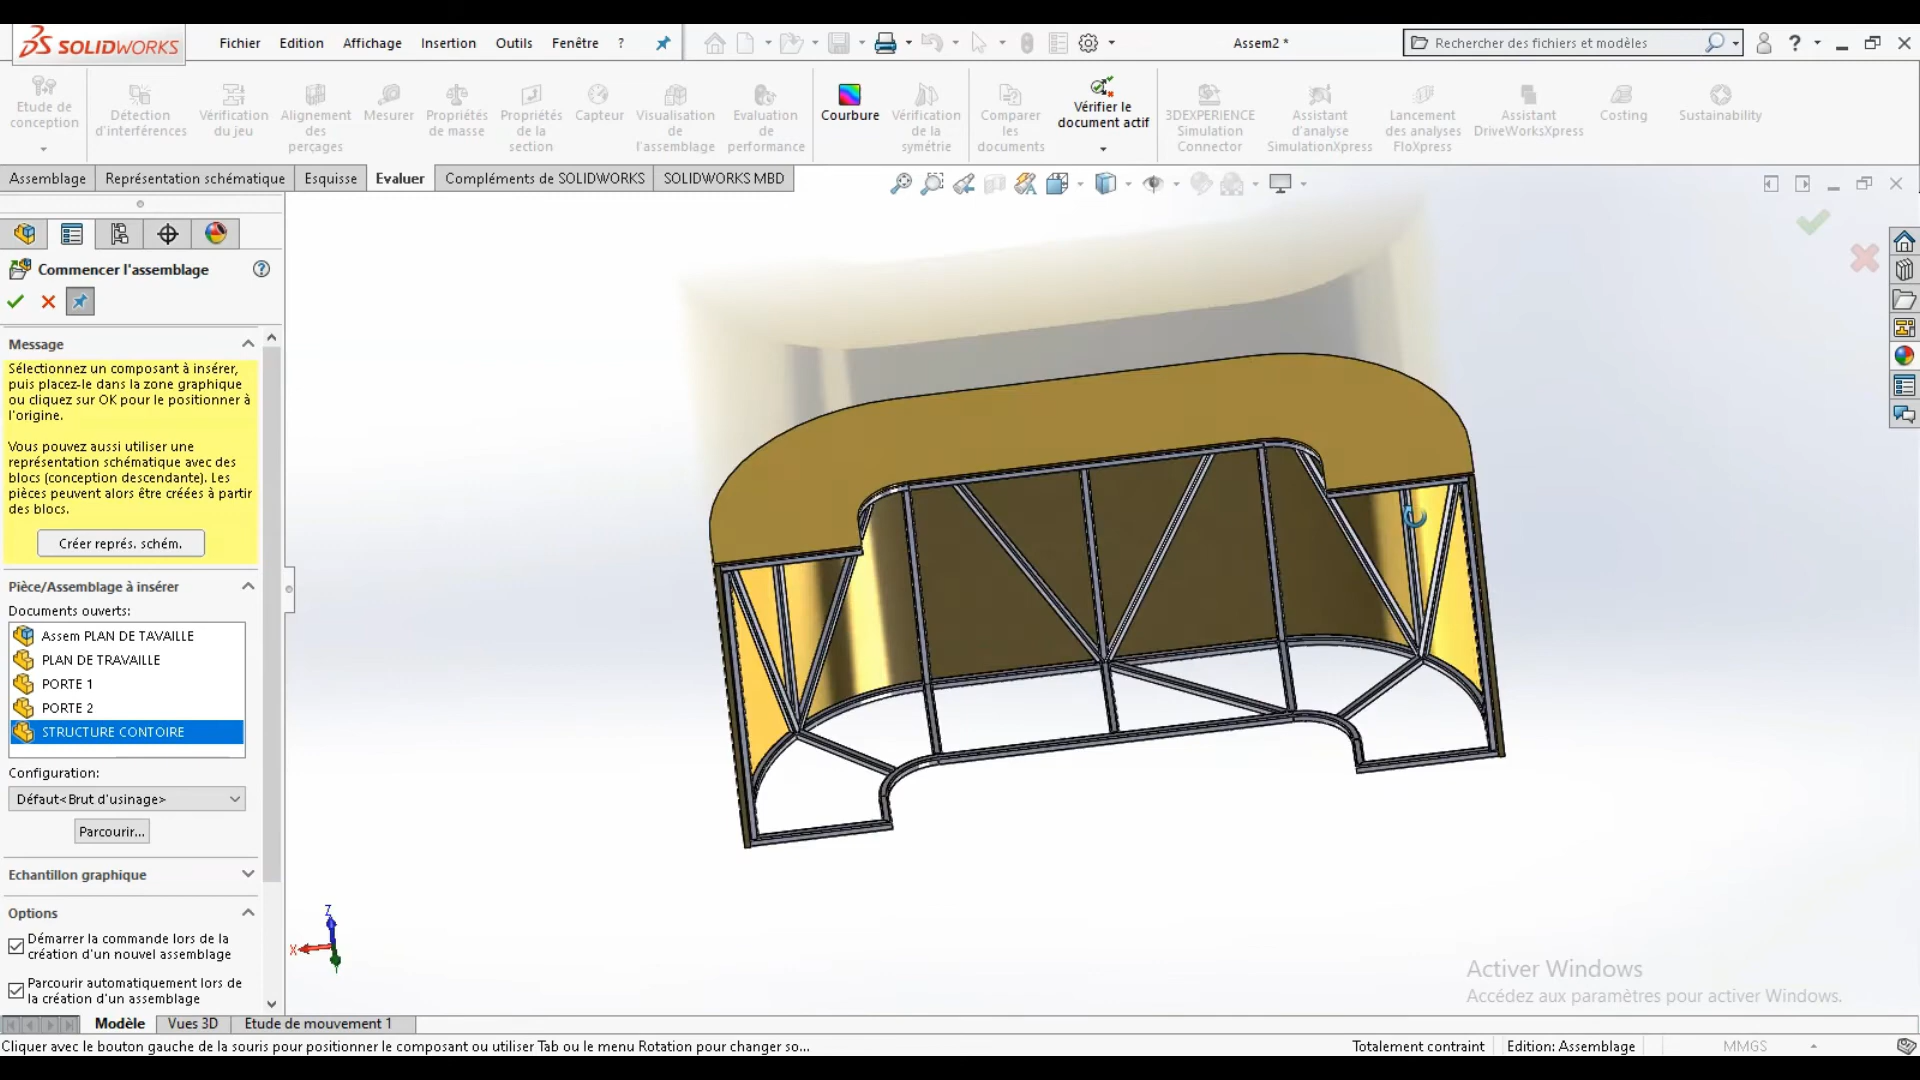 SOLIDWORKS
Fichier Edition Affichage Insertion Outils Fenêtre ?
Assem2 *
Rechercher des fichiers et modèles
Etude de conception
Détection d'interférences
Vérification du jeu
Alignement des perçages
Mesurer
Propriétés de masse
Propriétés de la section
Capteur
Visualisation de l'assemblage
Evaluation de performance
Courbure
Vérification de la symétrie
Comparer les documents
Vérifier le document actif
3DEXPERIENCE Simulation Connector
Assistant d'analyse SimulationXpress
Lancement des analyses FloXpress
Assistant DriveWorksXpress
Costing
Sustainability
Assemblage Représentation schématique Esquisse Evaluer Compléments de SOLIDWORKS SOLIDWORKS MBD
Commencer l'assemblage
Message
Sélectionnez un composant à insérer,
puis placez-le dans la zone graphique
ou cliquez sur OK pour le positionner à
l'origine.
Vous pouvez aussi utiliser une
représentation schématique avec des
blocs (conception descendante). Les
pièces peuvent alors être créées à partir
des blocs.
Créer représ. schém.
Pièce/Assemblage à insérer
Documents ouverts:
Assem PLAN DE TAVAILLE
PLAN DE TRAVAILLE
PORTE 1
PORTE 2
STRUCTURE CONTOIRE
Configuration:
Défaut<Brut d'usinage>
Parcourir...
Echantillon graphique
Options
Démarrer la commande lors de la
création d'un nouvel assemblage
Parcourir automatiquement lors de
la création d'un assemblage
Z
X
Activer Windows
Accédez aux paramètres pour activer Windows.
Modèle Vues 3D Etude de mouvement 1
Cliquer avec le bouton gauche de la souris pour positionner le composant ou utiliser Tab ou le menu Rotation pour changer so...
Totalement contraint Edition: Assemblage MMGS